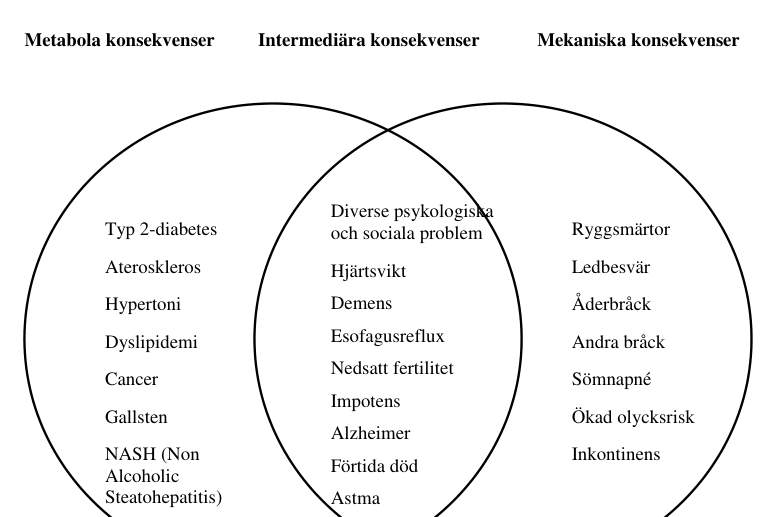 Metabola konsekvenser
Intermediära konsekvenser
Mekaniska konsekvenser
Typ 2-diabetes
Ateroskleros
Hypertoni
Dyslipidemi
Cancer
Gallsten
NASH (Non
Alcoholic
Steatohepatitis)
Diverse psykologiska
och sociala problem
Hjärtsvikt
Demens
Esofagusreflux
Nedsatt fertilitet
Impotens
Alzheimer
Förtida död
Astma
Ryggsmärtor
Ledbesvär
Åderbråck
Andra bråck
Sömnapné
Ökad olycksrisk
Inkontinens